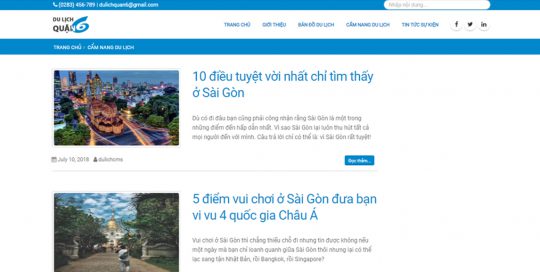 (0283) 456-789 | dulichquan6@gmail.com
Nhập nội dung...
DU LỊCH
QUẬN 6
TRANG CHỦ GIỚI THIỆU BẢN ĐỒ DU LỊCH CẨM NANG DU LỊCH TIN TỨC SỰ KIỆN
TRANG CHỦ CẨM NANG DU LỊCH
10 điều tuyệt vời nhất chỉ tìm thấy
ở Sài Gòn
Dù có đi đâu bạn cũng phải công nhận rằng Sài Gòn là một trong
những điểm đến hấp dẫn nhất. Vì sao Sài Gòn lại luôn thu hút tất cả
mọi người đến với mình. Câu trả lời chỉ có thể là: vì Sài Gòn rất tuyệt!
July 10, 2018 dulichcms
Đọc thêm...
5 điểm vui chơi ở Sài Gòn đưa bạn
vi vu 4 quốc gia Châu Á
Vui chơi ở Sài Gòn thì chẳng thiếu chỗ đi nhưng tin được không nếu
một ngày mà bạn chỉ loanh quanh giữa Sài Gòn thôi nhưng lại có thể
lạc sang tận Nhật Bản, rồi Bangkok, rồi Singapore?